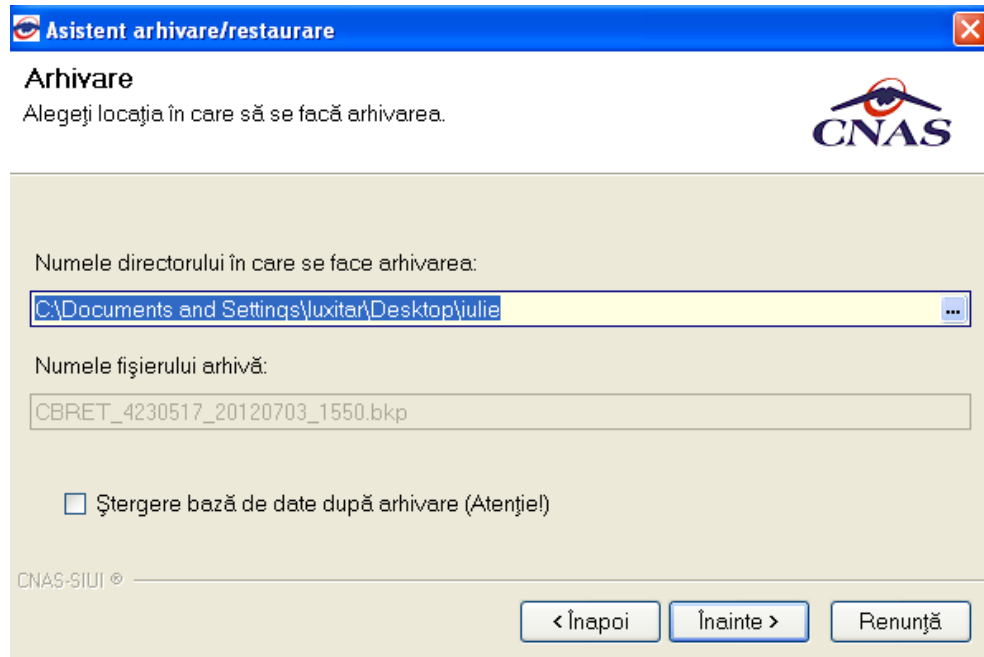 Asistent arhivare/restaurare
Arhivare
Alegeţi locaţia în care să se facă arhivarea.
CNAS
Numele directorului în care se face arhivarea:
C:\Documents and Settings\luxitar\Desktop\iulie
...
Numele fişierului arhivă:
CBRET_4230517_20120703_1550.bkp
Ştergere bază de date după arhivare (Atenţie!)
CNAS-SIUI ®
< Înapoi
Înainte >
Renunţă